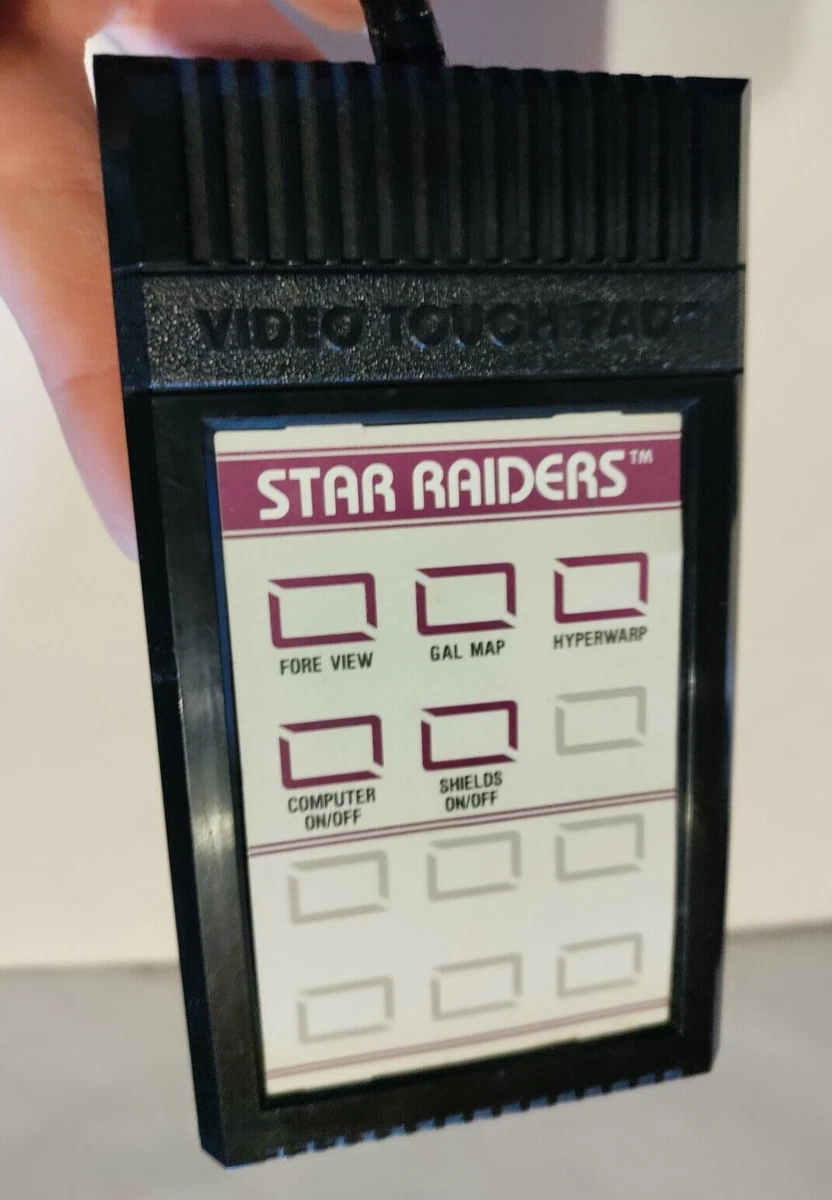 VIDEO TOUCH PAD™
STAR RAIDERS™
FORE VIEW GAL MAP HYPERWARP
COMPUTER ON/OFF
SHIELDS ON/OFF